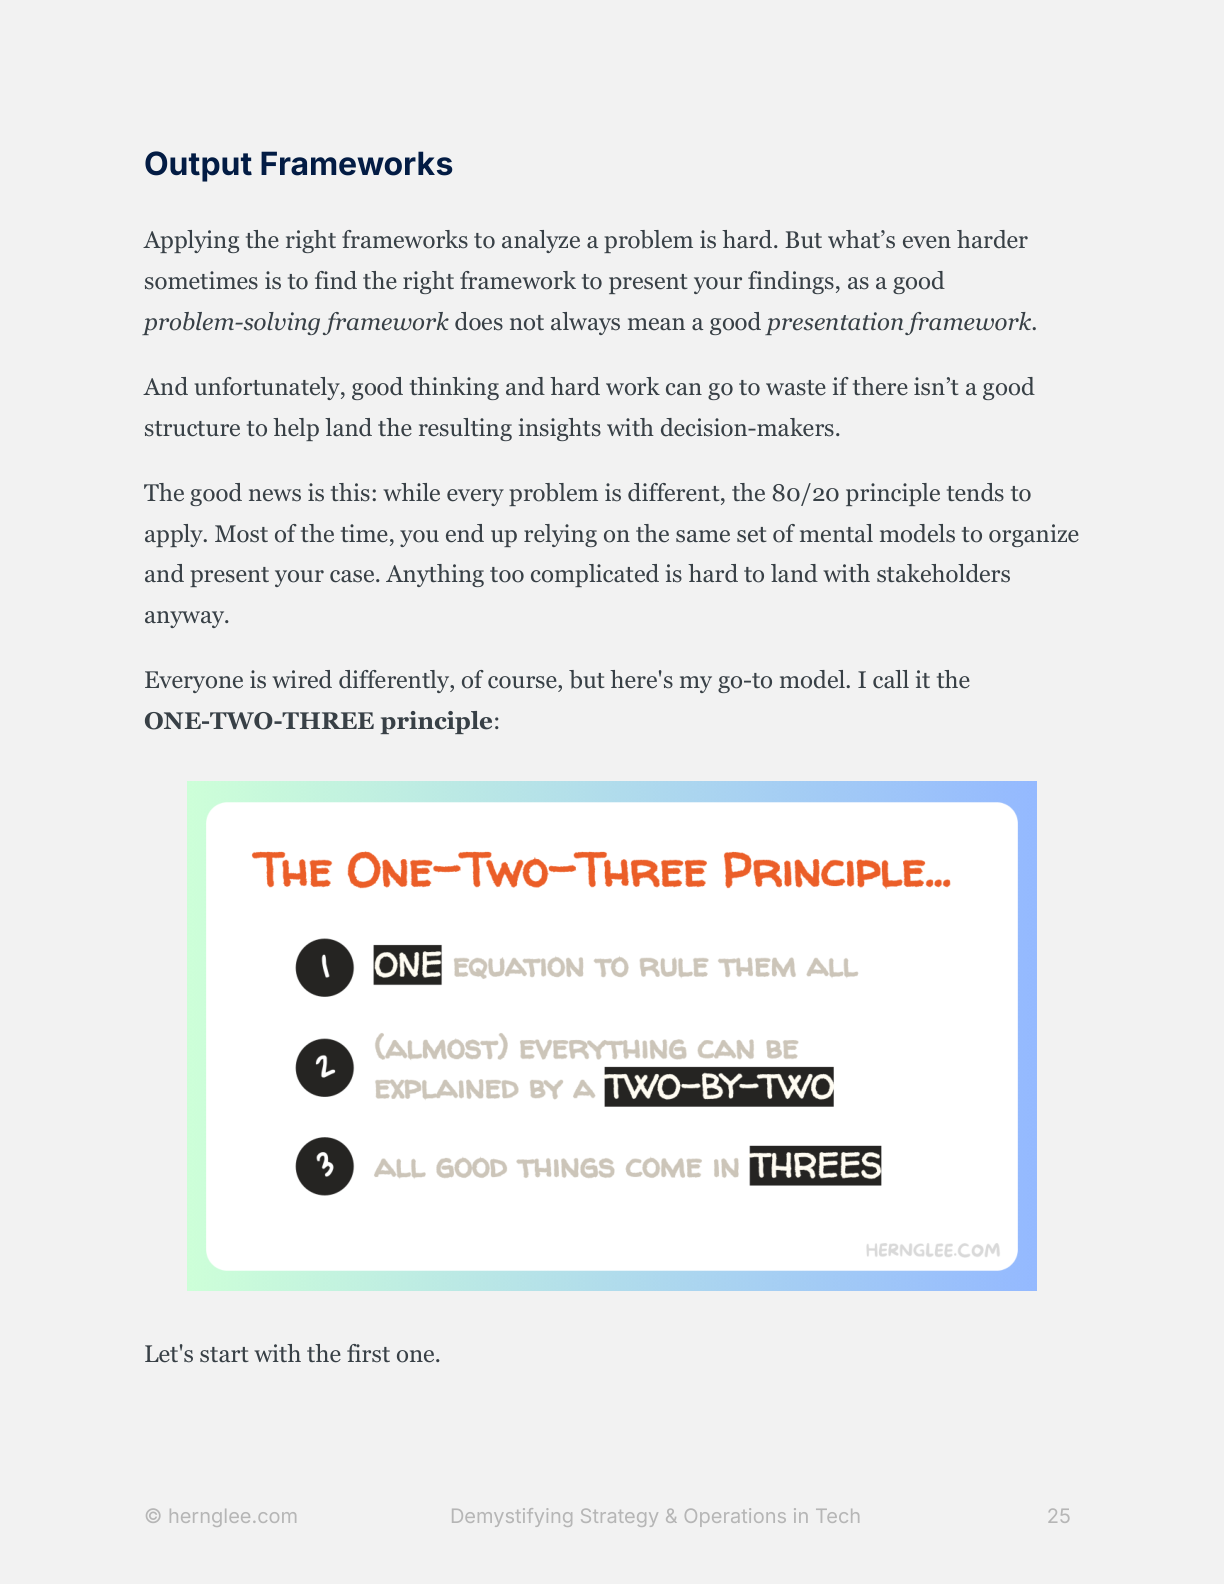 Output Frameworks
Applying the right frameworks to analyze a problem is hard. But what’s even harder
sometimes is to find the right framework to present your findings, as a good
problem-solving framework does not always mean a good presentation framework.
And unfortunately, good thinking and hard work can go to waste if there isn’t a good
structure to help land the resulting insights with decision-makers.
The good news is this: while every problem is different, the 80/20 principle tends to
apply. Most of the time, you end up relying on the same set of mental models to organize
and present your case. Anything too complicated is hard to land with stakeholders
anyway.
Everyone is wired differently, of course, but here's my go-to model. I call it the
ONE-TWO-THREE principle:
The One-Two-Three Principle...
1 ONE EQUATION TO RULE THEM ALL
2 (ALMOST) EVERYTHING CAN BE
EXPLAINED BY A TWO-BY-TWO
3 ALL GOOD THINGS COME IN THREES
HERNGLEE.COM
Let's start with the first one.
© hernglee.com Demystifying Strategy & Operations in Tech 25